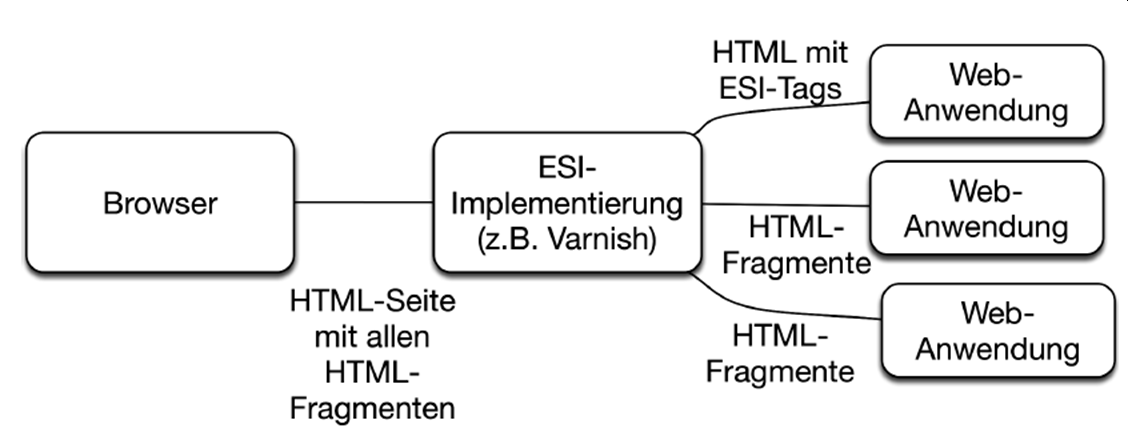 Browser
HTML-Seite
mit allen
HTML-
Fragmenten
ESI-
Implementierung
(z.B. Varnish)
HTML mit
ESI-Tags
Web-
Anwendung
HTML-
Fragmente
Web-
Anwendung
HTML-
Fragmente
Web-
Anwendung